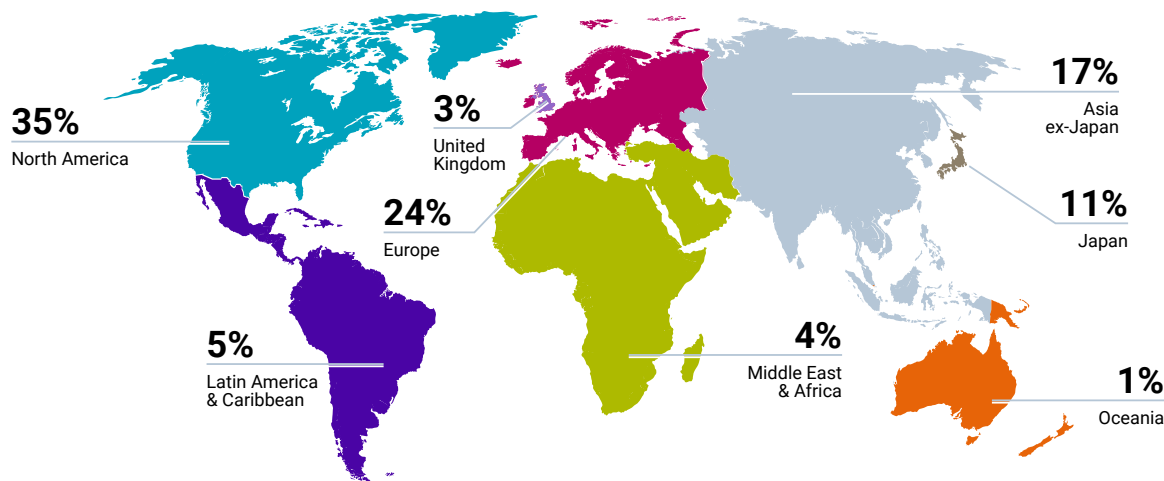 35%
North America
3%
United
Kingdom
24%
Europe
5%
Latin America
& Caribbean
4%
Middle East
& Africa
17%
Asia
ex-Japan
11%
Japan
1%
Oceania